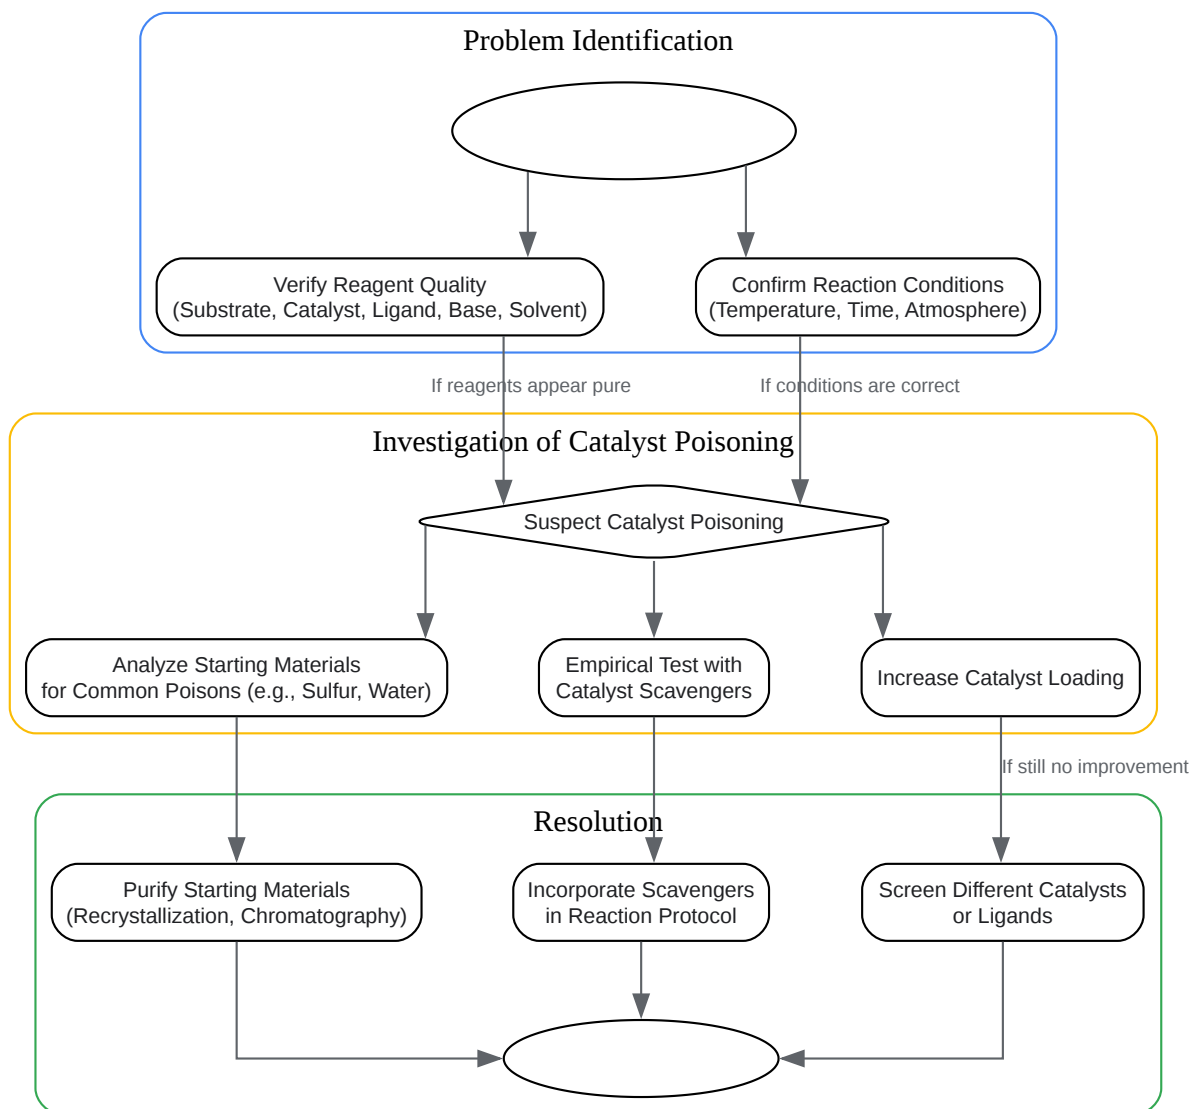 Problem Identification
Verify Reagent Quality
(Substrate, Catalyst, Ligand, Base, Solvent)
Confirm Reaction Conditions
(Temperature, Time, Atmosphere)
If reagents appear pure
If conditions are correct
Investigation of Catalyst Poisoning
Suspect Catalyst Poisoning
Analyze Starting Materials
for Common Poisons (e.g., Sulfur, Water)
Empirical Test with
Catalyst Scavengers
Increase Catalyst Loading
If still no improvement
Resolution
Purify Starting Materials
(Recrystallization, Chromatography)
Incorporate Scavengers
in Reaction Protocol
Screen Different Catalysts
or Ligands